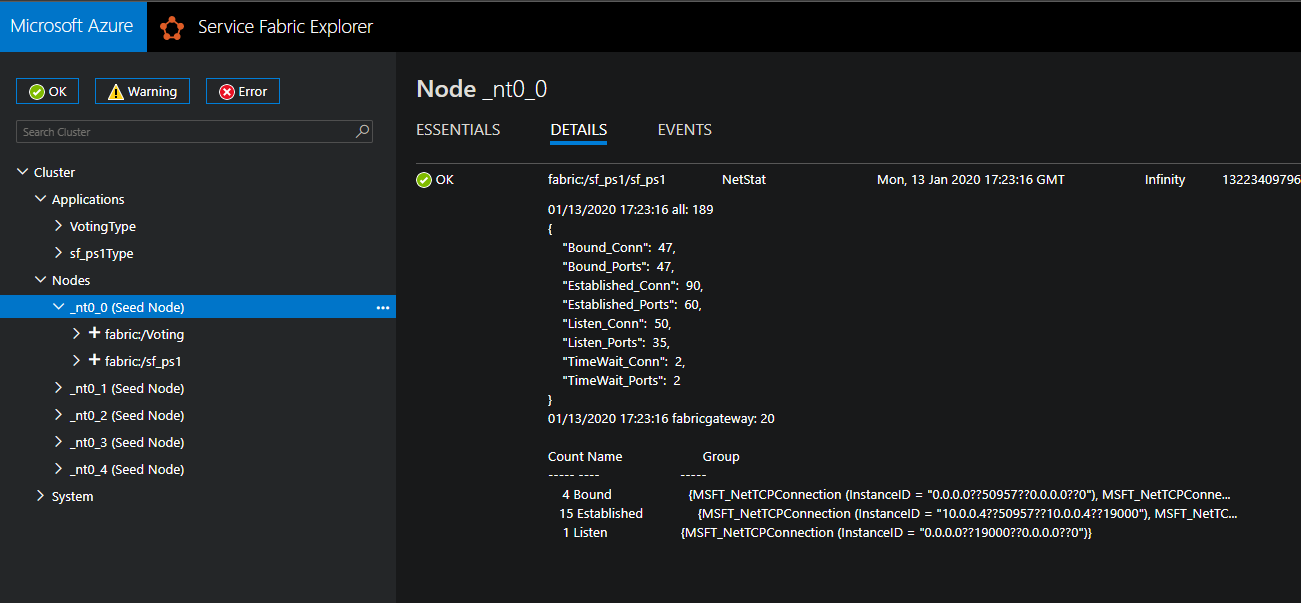 Microsoft Azure
Service Fabric Explorer
OK
Warning
Error
Search Cluster
Cluster
Applications
VotingType
sf_ps1Type
Nodes
_nt0_0 (Seed Node)
fabric:/Voting
fabric:/sf_ps1
_nt0_1 (Seed Node)
_nt0_2 (Seed Node)
_nt0_3 (Seed Node)
_nt0_4 (Seed Node)
System
Node _nt0_0
ESSENTIALS DETAILS EVENTS
OK fabric:/sf_ps1/sf_ps1 NetStat Mon, 13 Jan 2020 17:23:16 GMT Infinity 13223409796
01/13/2020 17:23:16 all: 189
{
"Bound_Conn": 47,
"Bound_Ports": 47,
"Established_Conn": 90,
"Established_Ports": 60,
"Listen_Conn": 50,
"Listen_Ports": 35,
"TimeWait_Conn": 2,
"TimeWait_Ports": 2
}
01/13/2020 17:23:16 fabricgateway: 20
Count Name Group
----- ---- -----
4 Bound {MSFT_NetTCPConnection (InstanceID = "0.0.0.0??50957??0.0.0.0??0"), MSFT_NetTCPConne...
15 Established {MSFT_NetTCPConnection (InstanceID = "10.0.0.4??50957??10.0.0.4??19000"), MSFT_NetTC...
1 Listen {MSFT_NetTCPConnection (InstanceID = "0.0.0.0??19000??0.0.0.0??0")}